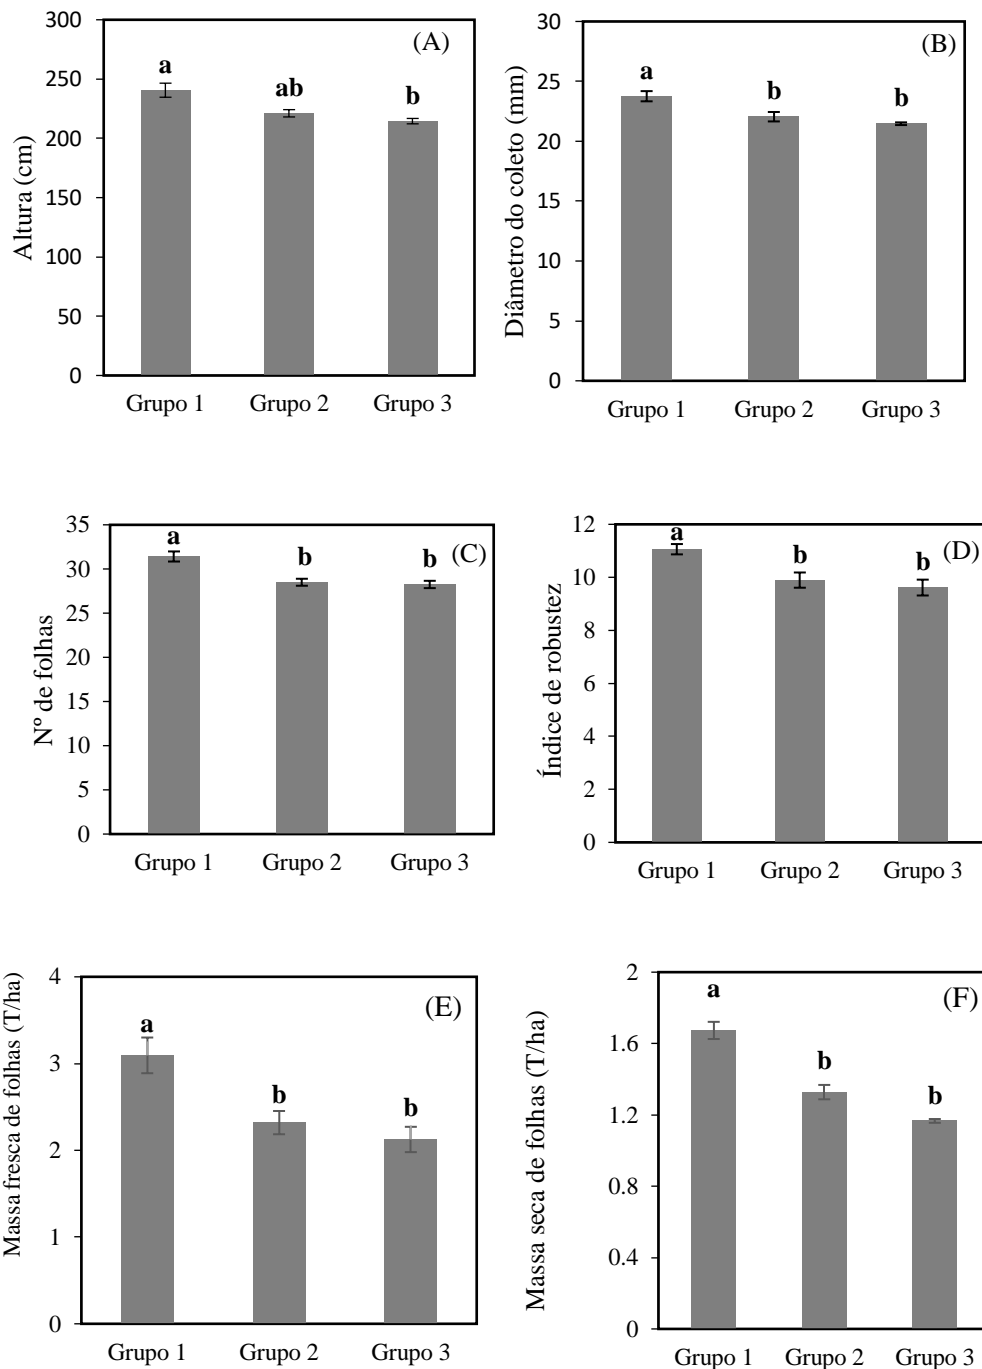 300
250
200
150
100
50
0
Altura (cm)
(A)
a
ab
b
Grupo 1
Grupo 2
Grupo 3
30
25
20
15
10
5
0
Diâmetro do coleto (mm)
(B)
a
b
b
Grupo 1
Grupo 2
Grupo 3
35
30
25
20
15
10
5
0
Nº de folhas
(C)
a
b
b
Grupo 1
Grupo 2
Grupo 3
12
10
8
6
4
2
0
Índice de robustez
(D)
a
b
b
Grupo 1
Grupo 2
Grupo 3
4
3
2
1
0
Massa fresca de folhas (T/ha)
(E)
a
b
b
Grupo 1
Grupo 2
Grupo 3
2
1.6
1.2
0.8
0.4
0
Massa seca de folhas (T/ha)
(F)
a
b
b
Grupo 1
Grupo 2
Grupo 3